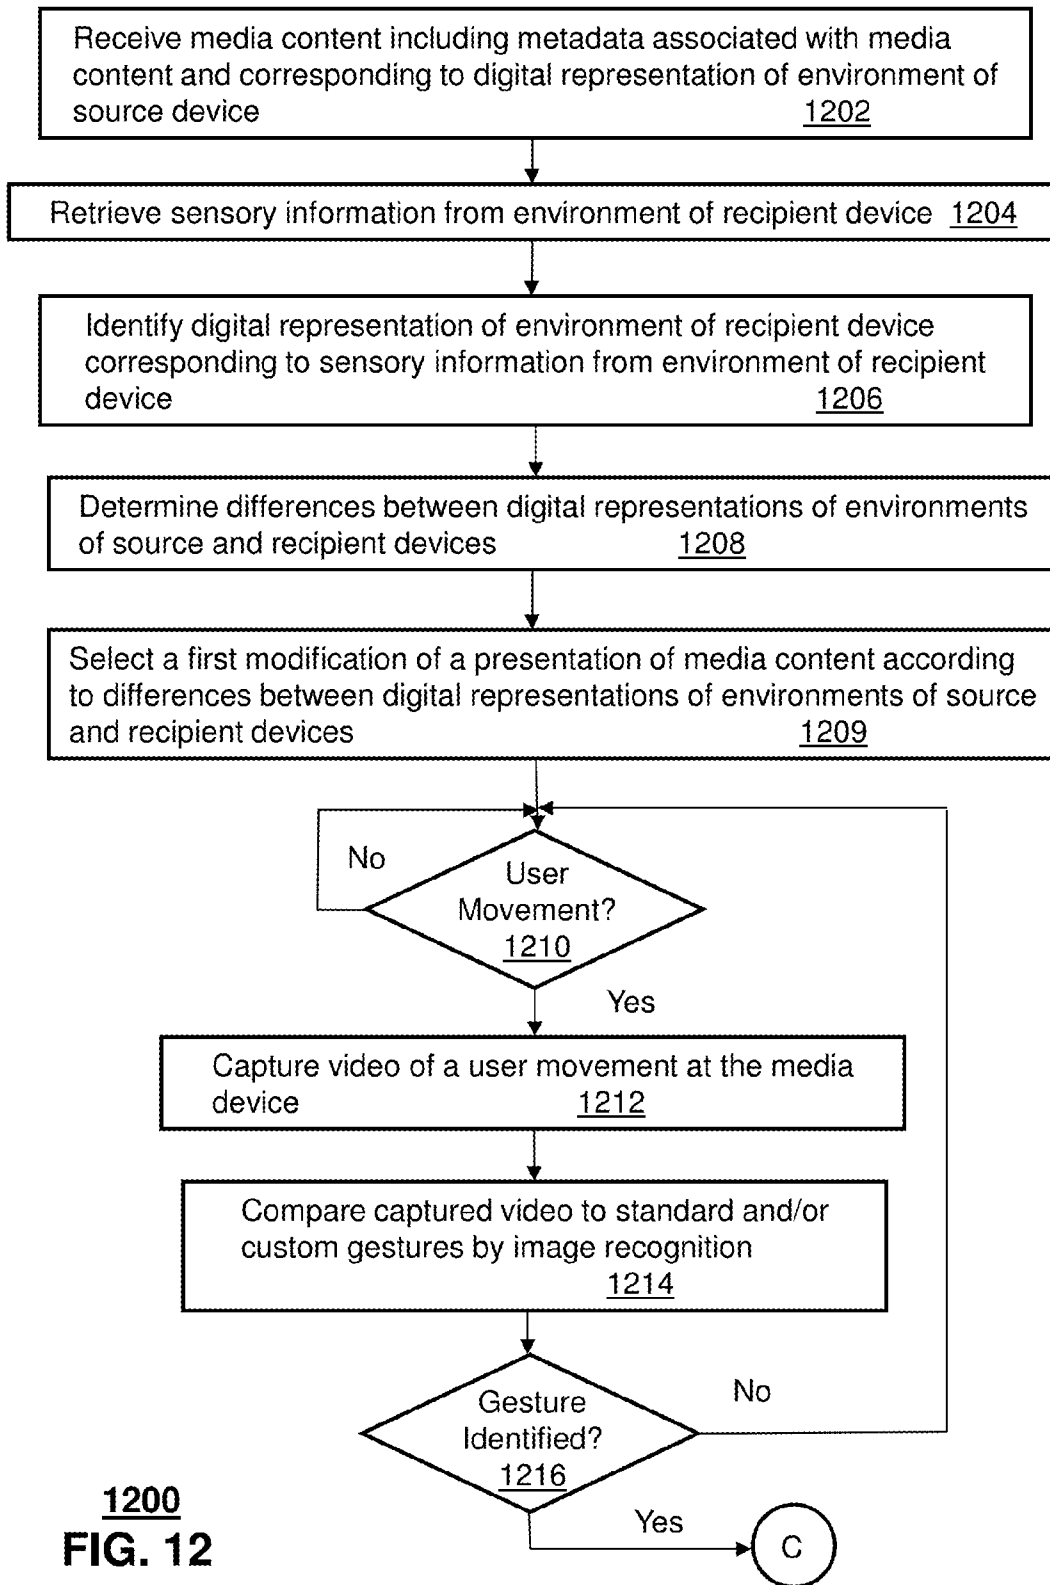 Receive media content including metadata associated with media
content and corresponding to digital representation of environment of
source device 1202
Retrieve sensory information from environment of recipient device 1204
Identify digital representation of environment of recipient device
corresponding to sensory information from environment of recipient
device 1206
Determine differences between digital representations of environments
of source and recipient devices 1208
Select a first modification of a presentation of media content according
to differences between digital representations of environments of source
and recipient devices 1209
No
User
Movement?
1210
Yes
Capture video of a user movement at the media
device 1212
Compare captured video to standard and/or
custom gestures by image recognition
1214
No
Gesture
Identified?
1216
Yes
C
1200
FIG. 12